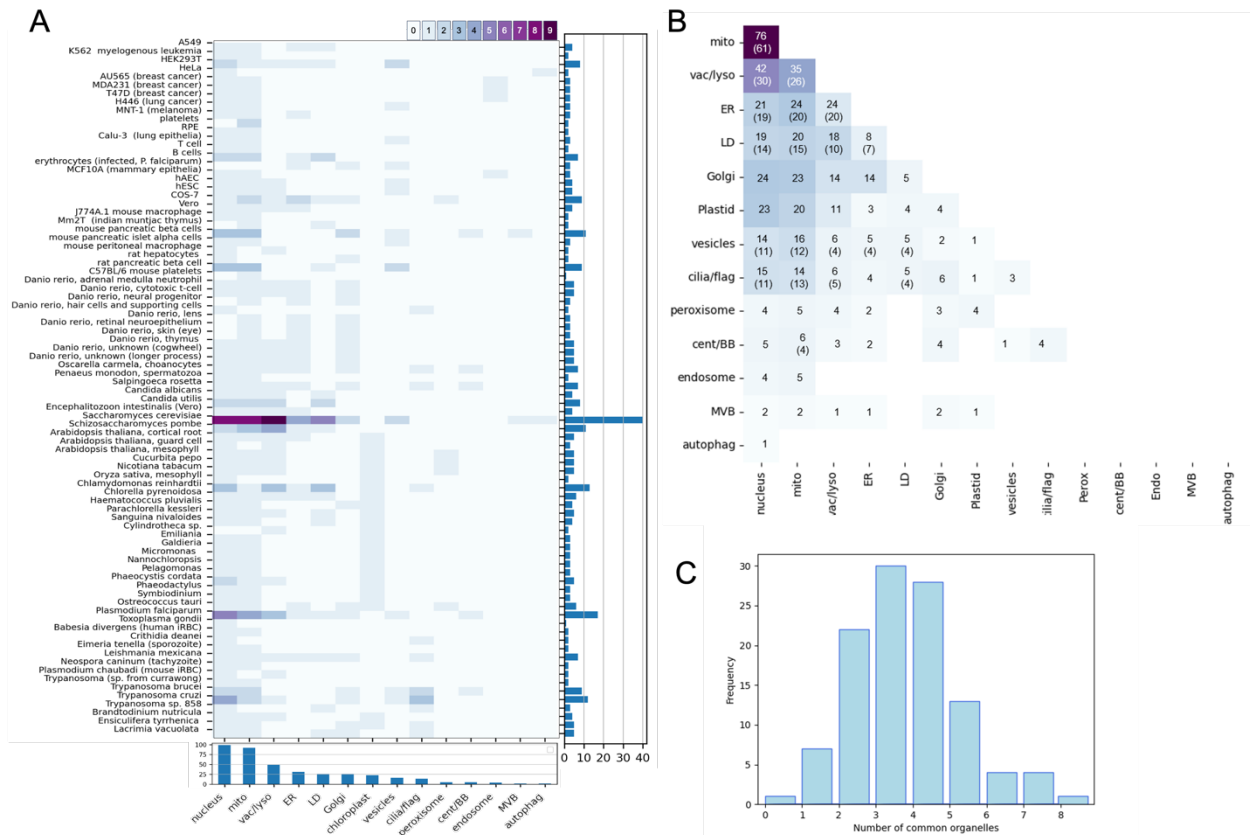 A
0 1 2 3 4 5 6 7 8 9
A549
K562 myelogenous leukemia
HEK293T
HeLa
AU565 (breast cancer)
MDA231 (breast cancer)
T47D (breast cancer)
H446 (lung cancer)
MNT-1 (melanoma)
platelets
RPE
Calu-3 (lung epithelia)
T cell
B cells
erythrocytes (infected, P. falciparum)
MCF10A (mammary epithelia)
hAEC
hESC
COS-7
Vero
J774A.1 mouse macrophage
Mm2T (indian muntjac thymus)
mouse pancreatic beta cells
mouse pancreatic islet alpha cells
mouse peritoneal macrophage
rat hepatocytes
rat pancreatic beta cell
C57BL/6 mouse platelets
Danio rerio, adrenal medulla neutrophil
Danio rerio, cytotoxic t-cell
Danio rerio, neural progenitor
Danio rerio, hair cells and supporting cells
Danio rerio, lens
Danio rerio, retinal neuroepithelium
Danio rerio, skin (eye)
Danio rerio, thymus
Danio rerio, unknown (cogwheel)
Danio rerio, unknown (longer process)
Oscarella carmela, choanocytes
Penaeus monodon, spermatozoa
Salpingoeca rosetta
Candida albicans
Candida utilis
Encephalitozoon intestinalis (Vero)
Saccharomyces cerevisiae
Schizosaccharomyces pombe
Arabidopsis thaliana, cortical root
Arabidopsis thaliana, guard cell
Arabidopsis thaliana, mesophyll
Cucurbita pepo
Nicotiana tabacum
Oryza sativa, mesophyll
Chlamydomonas reinhardtii
Chlorella pyrenoidosa
Haematococcus pluvialis
Parachlorella kessleri
Sanguina nivaloides
Cylindrotheca sp.
Emiliania
Galdieria
Micromonas
Nannochloropsis
Pelagomonas
Phaeocystis cordata
Phaeodactylus
Symbiodinium
Ostreococcus tauri
Plasmodium falciparum
Toxoplasma gondii
Babesia divergens (human iRBC)
Crithidia deanei
Eimeria tenella (sporozoite)
Leishmania mexicana
Neospora caninum (tachyzoite)
Plasmodium chaubadi (mouse iRBC)
Trypanosoma (sp. from currawong)
Trypanosoma brucei
Trypanosoma cruzi
Trypanosoma sp. 858
Brandtodinium nutricula
Ensiculifera tyrrhenica
Lacrimia vacuolata
0 10 20 30 40
100
75
50
25
0
nucleus mito vac/lyso ER LD Golgi chloroplast vesicles cilia/flag peroxisome cent/BB endosome MVB autophag
B
mito 76 (61)
vac/lyso 42 (30) 35 (26)
ER 21 (19) 24 (20) 24 (20)
LD 19 (14) 20 (15) 18 (10) 8 (7)
Golgi 24 23 14 14 5
Plastid 23 20 11 3 4 4
vesicles 14 (11) 16 (12) 6 (4) 5 (4) 5 (4) 2 1
cilia/flag 15 (11) 14 (13) 6 (5) 4 5 (4) 6 1 3
peroxisome 4 5 4 2 3 4
cent/BB 5 6 (4) 3 2 4 1 4
endosome 4 5
MVB 2 2 1 1 2 1
autophag 1
nucleus mito vac/lyso ER LD Golgi Plastid vesicles cilia/flag Perox cent/BB Endo MVB autophag
C
30
25
20
15
10
5
0
Frequency
0 1 2 3 4 5 6 7 8
Number of common organelles